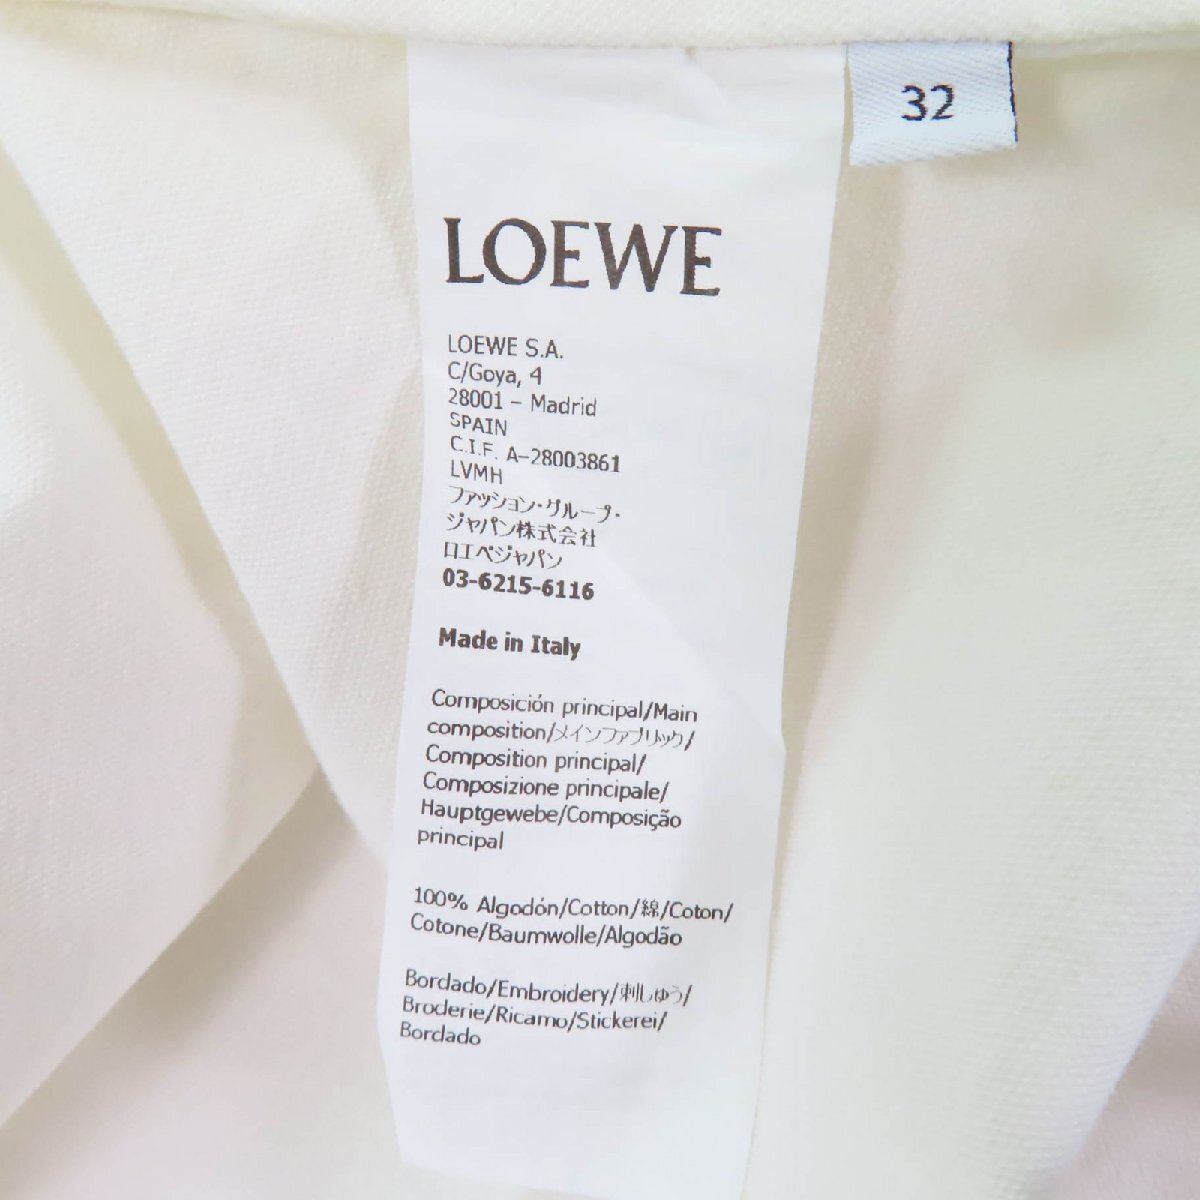 32
LOEWE
LOEWE S.A.
C/Goya, 4
28001 – Madrid
SPAIN
C.I.F. A-28003861
LVMH
ファッション・グループ・
ジャパン株式会社
ロエベジャパン
03-6215-6116
Made in Italy
Composición principal/Main
composition/メインファブリック/
Composition principal/
Composizione principale/
Hauptgewebe/Composição
principal
100% Algodón/Cotton/綿/Coton/
Cotone/Baumwolle/Algodão
Bordado/Embroidery/刺しゅう/
Broderie/Ricamo/Stickerei/
Bordado